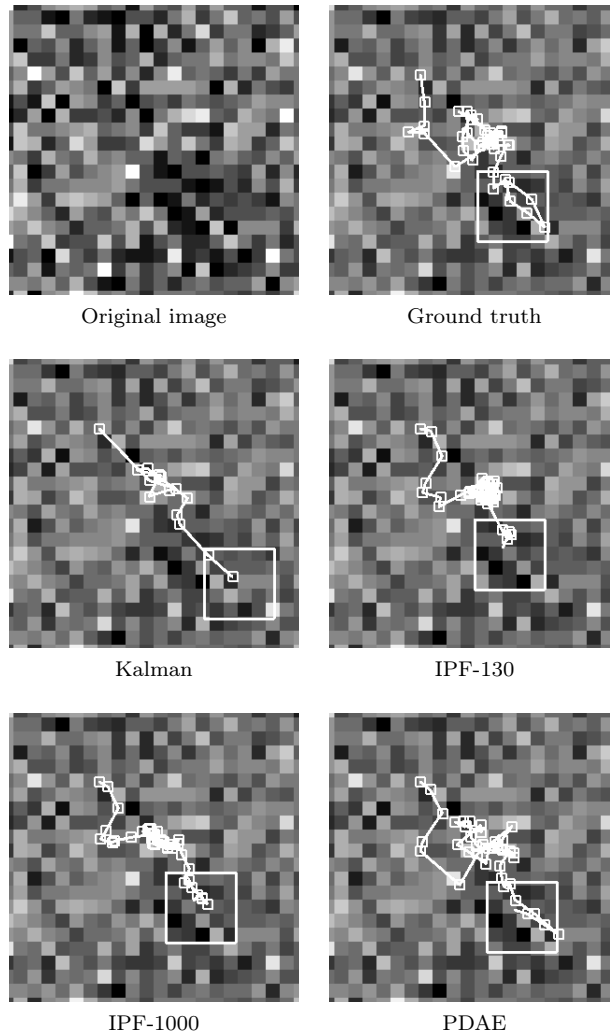 Original image
Ground truth
Kalman
IPF-130
IPF-1000
PDAE